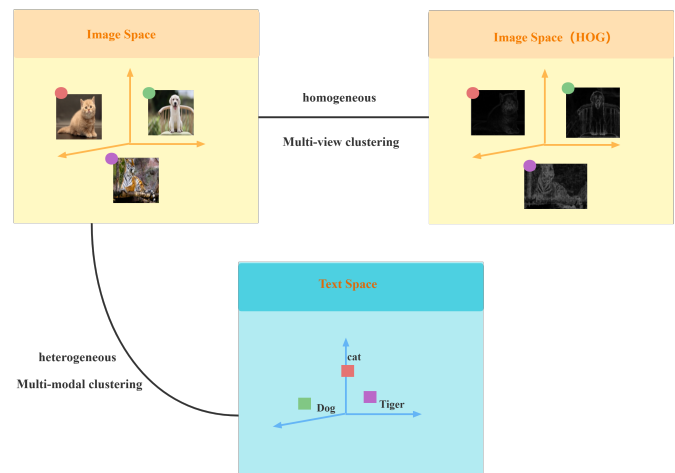 Image Space
Image Space（HOG）
homogeneous
Multi-view clustering
Text Space
heterogeneous
Multi-modal clustering
cat
Dog
Tiger